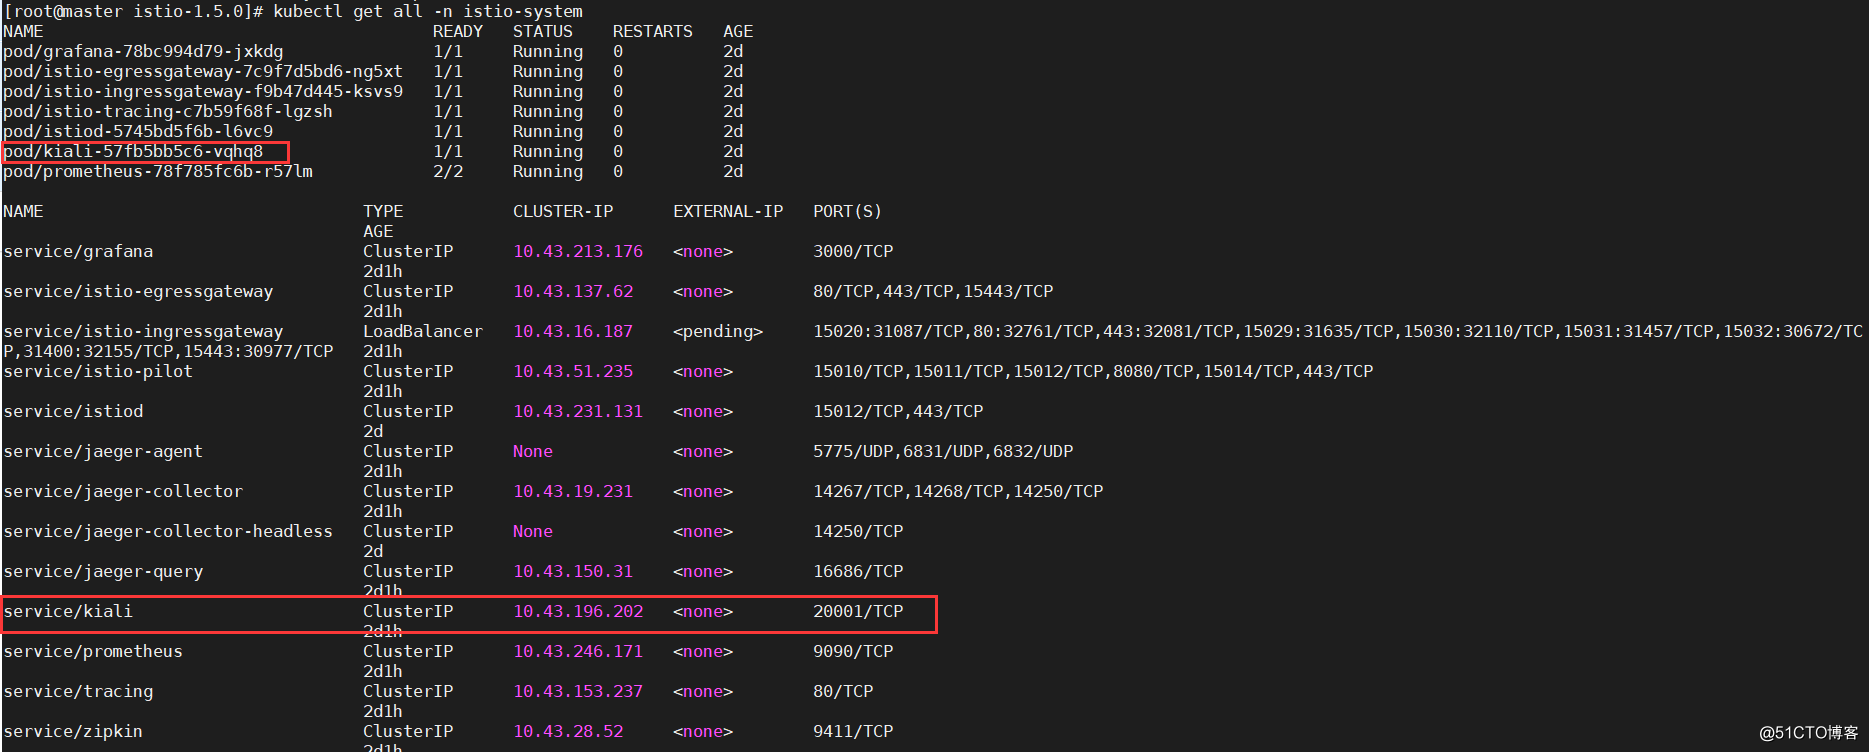 [root@master istio-1.5.0]# kubectl get all -n istio-system
NAME READY STATUS RESTARTS AGE
pod/grafana-78bc994d79-jxkdg 1/1 Running 0 2d
pod/istio-egressgateway-7c9f7d5bd6-ng5xt 1/1 Running 0 2d
pod/istio-ingressgateway-f9b47d445-ksvs9 1/1 Running 0 2d
pod/istio-tracing-c7b59f68f-lgzsh 1/1 Running 0 2d
pod/istiod-5745bd5f6b-l6vc9 1/1 Running 0 2d
pod/kiali-57fb5bb5c6-vqhq8 1/1 Running 0 2d
pod/prometheus-78f785fc6b-r57lm 2/2 Running 0 2d
NAME TYPE CLUSTER-IP EXTERNAL-IP PORT(S)
AGE
service/grafana ClusterIP 10.43.213.176 <none> 3000/TCP
2d1h
service/istio-egressgateway ClusterIP 10.43.137.62 <none> 80/TCP,443/TCP,15443/TCP
2d1h
service/istio-ingressgateway LoadBalancer 10.43.16.187 <pending> 15020:31087/TCP,80:32761/TCP,443:32081/TCP,15029:31635/TCP,15030:32110/TCP,15031:31457/TCP,15032:30672/TC
P,31400:32155/TCP,15443:30977/TCP 2d1h
service/istio-pilot ClusterIP 10.43.51.235 <none> 15010/TCP,15011/TCP,15012/TCP,8080/TCP,15014/TCP,443/TCP
2d1h
service/istiod ClusterIP 10.43.231.131 <none> 15012/TCP,443/TCP
2d
service/jaeger-agent ClusterIP None <none> 5775/UDP,6831/UDP,6832/UDP
2d1h
service/jaeger-collector ClusterIP 10.43.19.231 <none> 14267/TCP,14268/TCP,14250/TCP
2d1h
service/jaeger-collector-headless ClusterIP None <none> 14250/TCP
2d
service/jaeger-query ClusterIP 10.43.150.31 <none> 16686/TCP
2d1h
service/kiali ClusterIP 10.43.196.202 <none> 20001/TCP
2d1h
service/prometheus ClusterIP 10.43.246.171 <none> 9090/TCP
2d1h
service/tracing ClusterIP 10.43.153.237 <none> 80/TCP
2d1h
service/zipkin ClusterIP 10.43.28.52 <none> 9411/TCP
2d1h
@51CTO博客